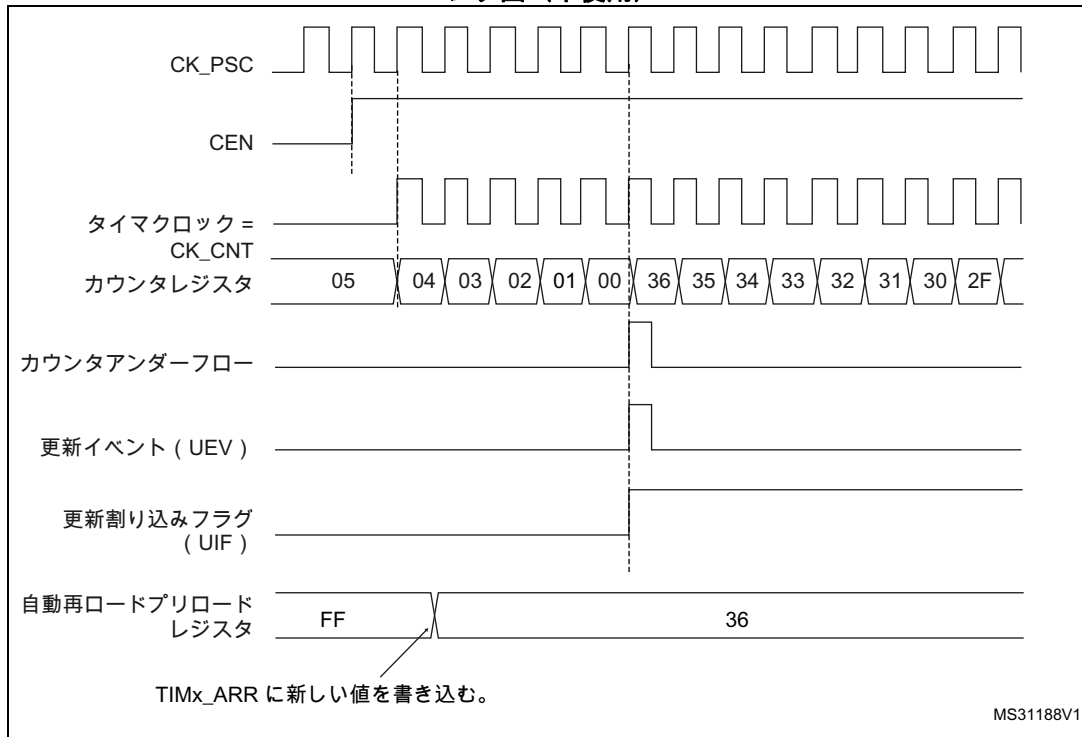 CK_PSC
CEN
タイマクロック =
CK_CNT
カウンタレジスタ
05 04 03 02 01 00 36 35 34 33 32 31 30 2F
カウンタアンダーフロー
更新イベント ( UEV )
更新割り込みフラグ
( UIF )
自動再ロードプリロード
レジスタ
FF 36
TIMx_ARR に新しい値を書き込む。
MS31188V1